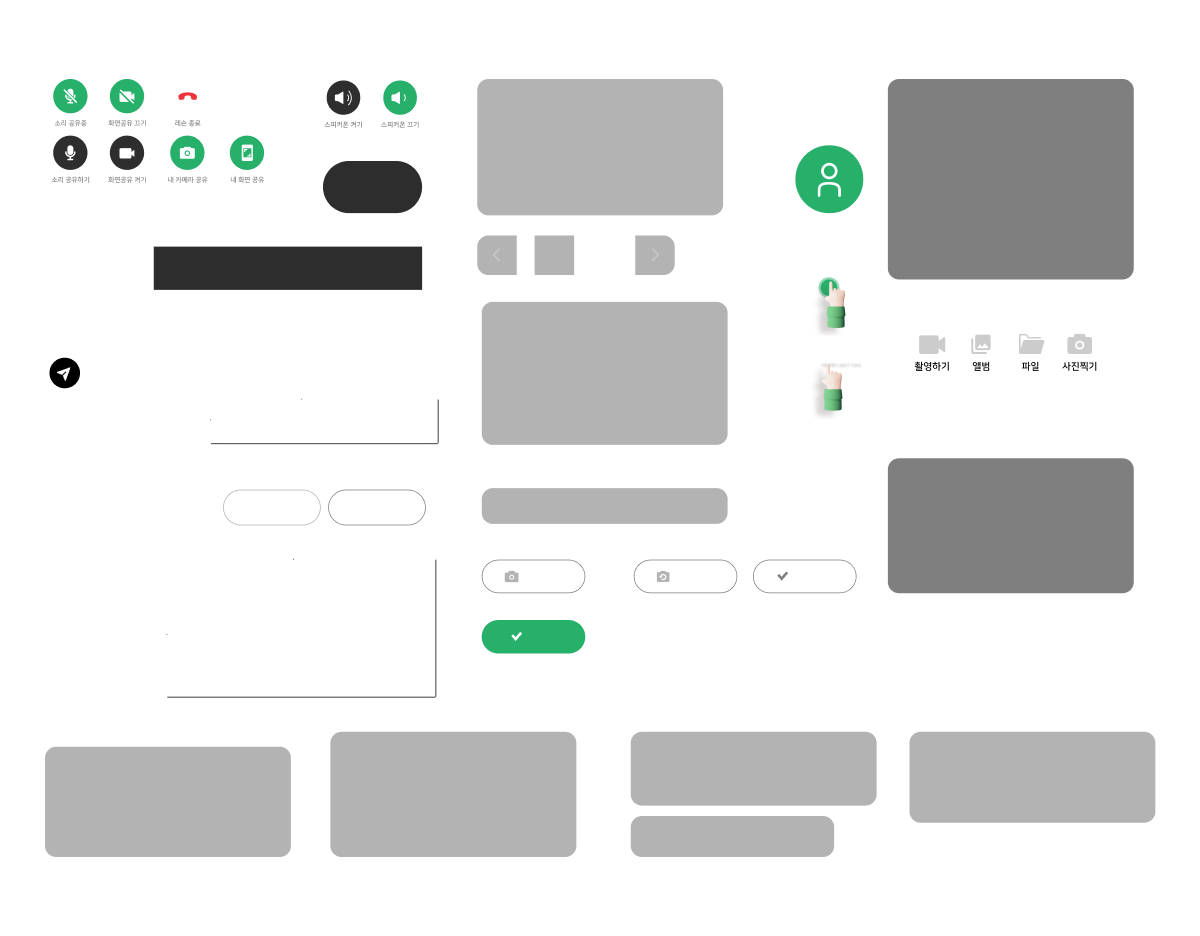 소리 공유중
화면공유 끄기
레슨 종료
스피커폰 켜기
스피커폰 끄기
소리 공유하기
화면공유 켜기
내 카메라 공유
내 화면 공유
촬영하기
앨범
파일
사진찍기